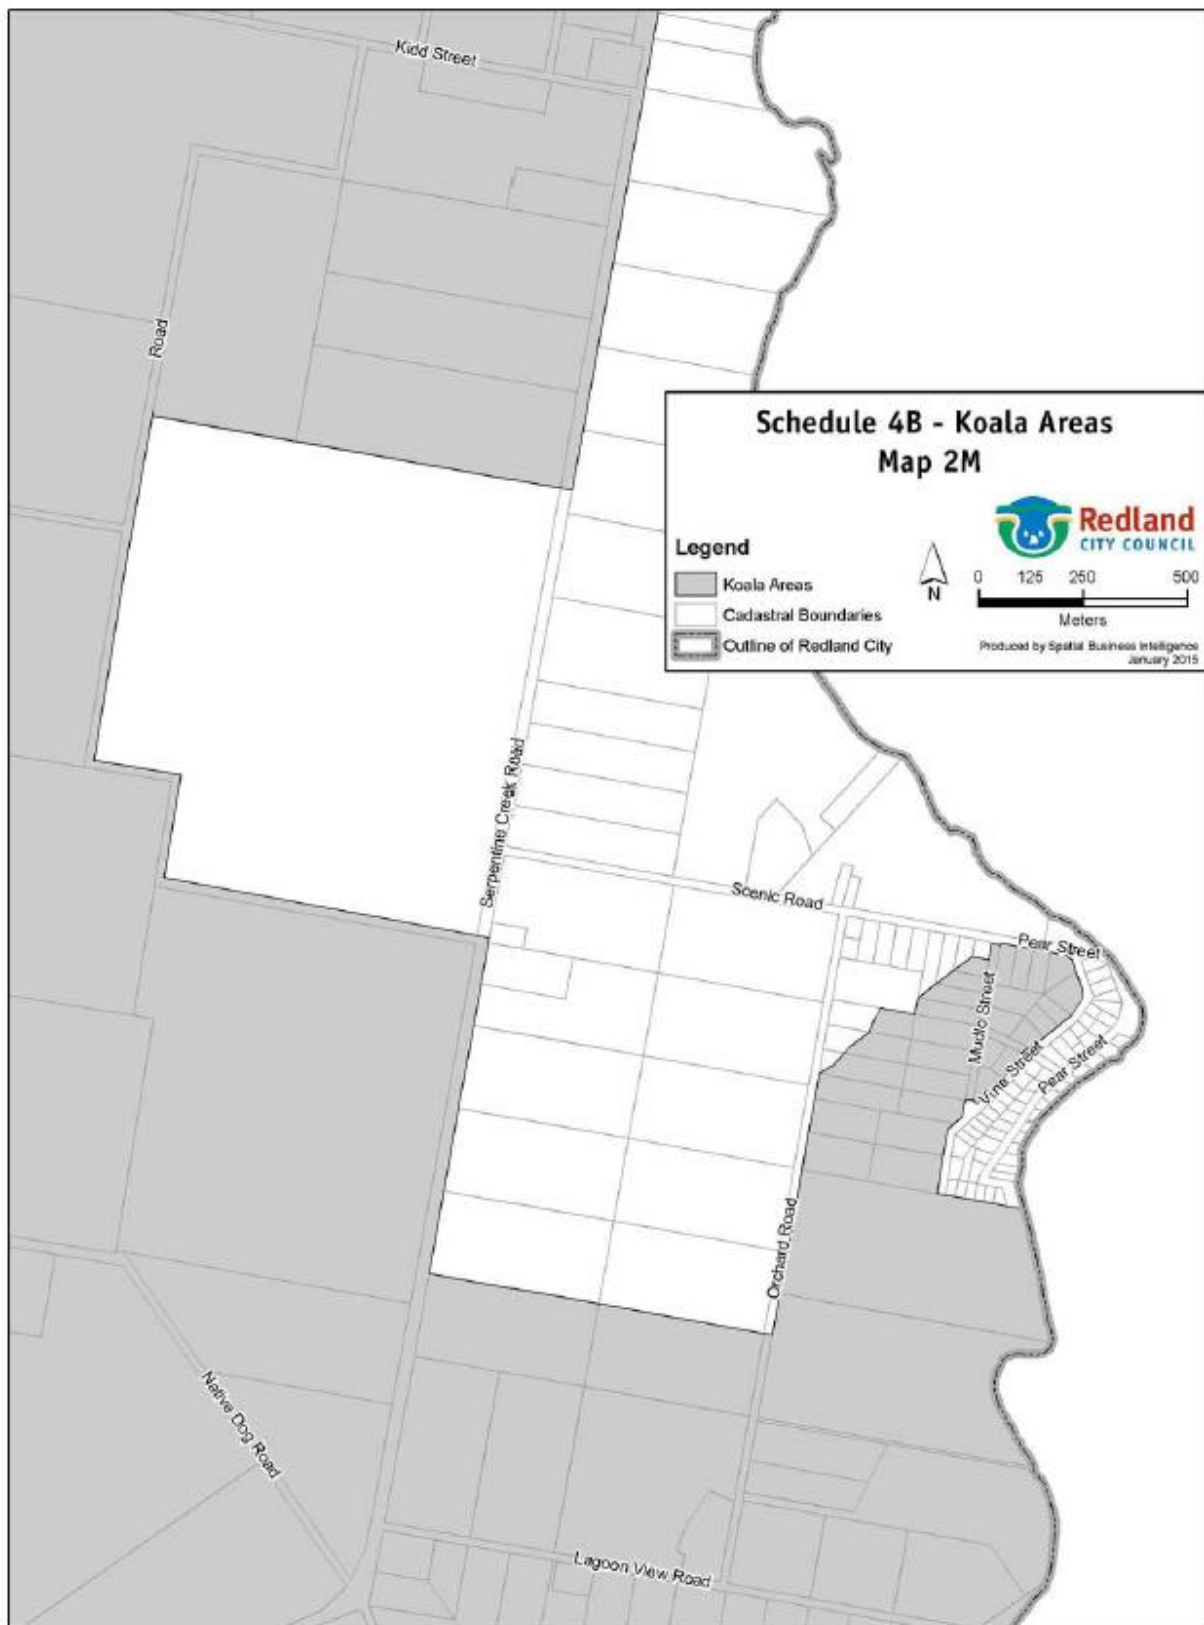 Kidd Street
Road
Schedule 4B - Koala Areas
Map 2M
Redland
CITY COUNCIL
Legend
Koala Areas
Cadastral Boundaries
Outline of Redland City
N
0 125 250 500
Meters
Produced by Spatial Business Intelligence
January 2015
Serpentine Creek Road
Scenic Road
Pear Street
Mudlo Street
Vine Street
Pear Street
Orchard Road
Native Dog Road
Lagoon View Road